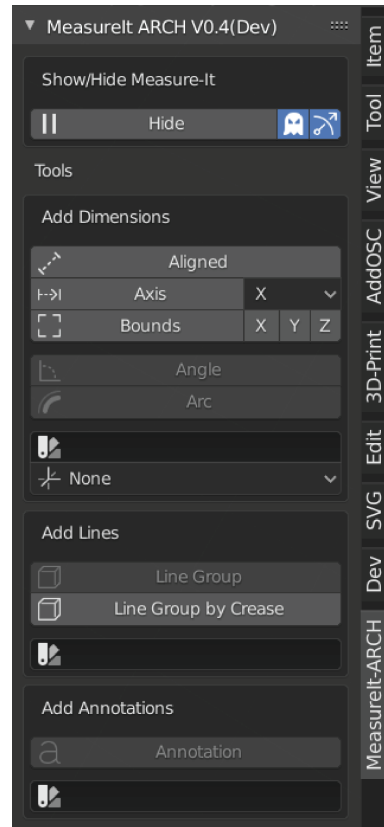 MeasureIt ARCH V0.4(Dev)
Show/Hide Measure-It
Hide
Tools
Add Dimensions
Aligned
Axis X
Bounds X Y Z
Angle
Arc
None
Add Lines
Line Group
Line Group by Crease
Add Annotations
a Annotation
Item
Tool
View
AddOSC
3D-Print
Edit
SVG
Dev
MeasureIt-ARCH